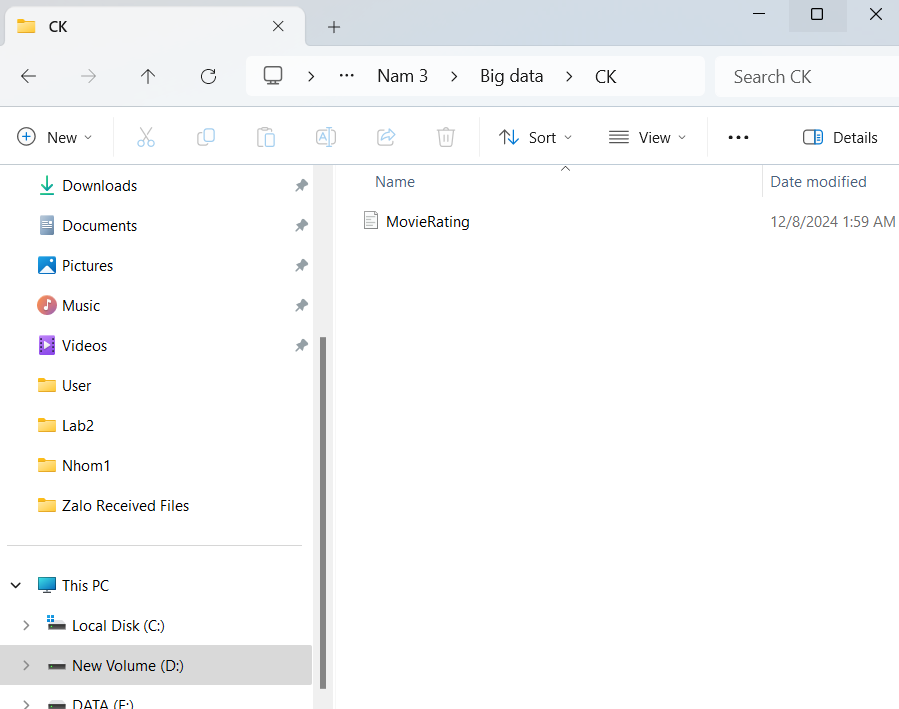 CK
Nam 3 Big data CK Search CK
New Sort View Details
Name Date modified
MovieRating 12/8/2024 1:59 AM
Downloads
Documents
Pictures
Music
Videos
User
Lab2
Nhom1
Zalo Received Files
This PC
Local Disk (C:)
New Volume (D:)
DATA (E:)